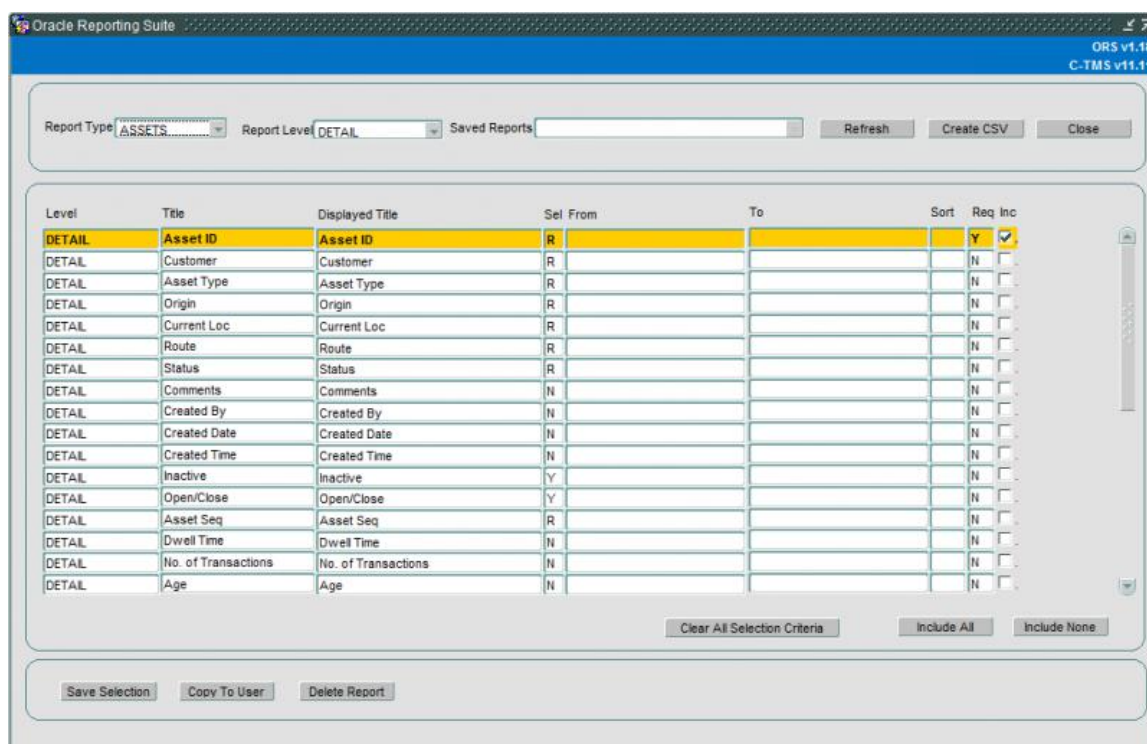 Oracle Reporting Suite
ORS v1.1
C-TMS v11.1
Report Type ASSETS Report Level DETAIL Saved Reports Refresh Create CSV Close
Level Title Displayed Title Sel From To Sort Req Inc
DETAIL Asset ID Asset ID R Y
DETAIL Customer Customer R N
DETAIL Asset Type Asset Type R N
DETAIL Origin Origin R N
DETAIL Current Loc Current Loc R N
DETAIL Route Route R N
DETAIL Status Status R N
DETAIL Comments Comments N N
DETAIL Created By Created By N N
DETAIL Created Date Created Date N N
DETAIL Created Time Created Time N N
DETAIL Inactive Inactive Y N
DETAIL Open/Close Open/Close Y N
DETAIL Asset Seq Asset Seq R N
DETAIL Dwell Time Dwell Time N N
DETAIL No. of Transactions No. of Transactions N N
DETAIL Age Age N N
Clear All Selection Criteria Include All Include None
Save Selection Copy To User Delete Report